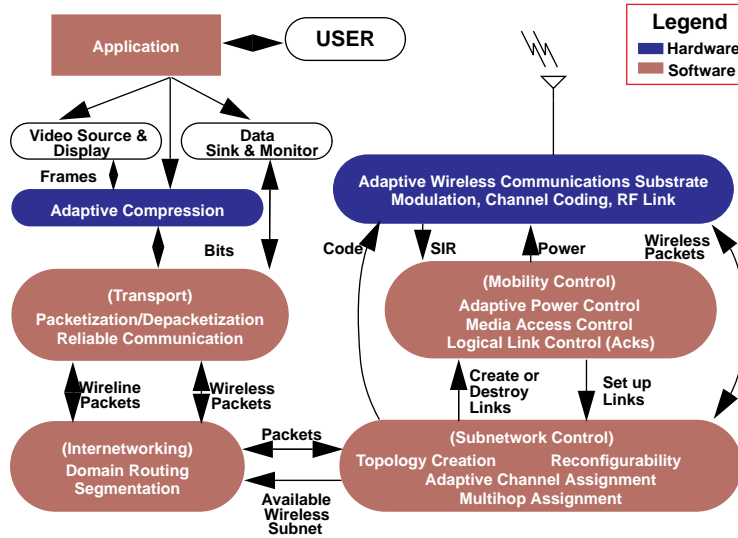 Legend
Hardware
Software
Application
USER
Video Source &
Display
Data
Sink & Monitor
Frames
Adaptive Compression
Bits
Adaptive Wireless Communications Substrate
Modulation, Channel Coding, RF Link
Code
SIR
Power
Wireless
Packets
(Transport)
Packetization/Depacketization
Reliable Communication
(Mobility Control)
Adaptive Power Control
Media Access Control
Logical Link Control (Acks)
Wireline
Packets
Wireless
Packets
Create or
Destroy
Links
Set up
Links
(Internetworking)
Domain Routing
Segmentation
Packets
Available
Wireless
Subnet
(Subnetwork Control)
Topology Creation Reconfigurability
Adaptive Channel Assignment
Multihop Assignment